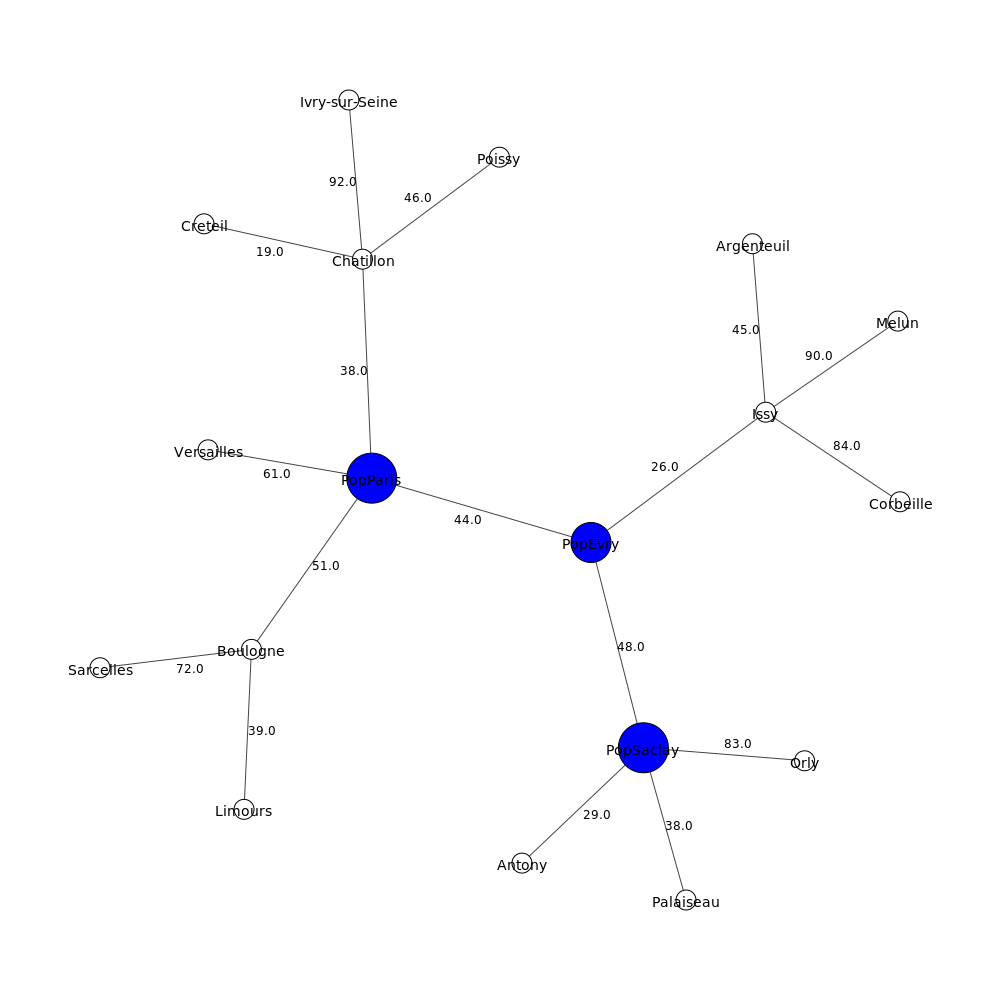 Ivry-sur-Seine
Poissy
92.0
46.0
Creteil
19.0
Chatillon
Argenteuil
Melun
45.0
90.0
38.0
Issy
84.0
Versailles
61.0
PopParis
26.0
Corbeille
44.0
PopEvry
51.0
48.0
Boulogne
Sarcelles
72.0
39.0
PopSaclay
83.0
Orly
Limours
29.0
38.0
Antony
Palaiseau